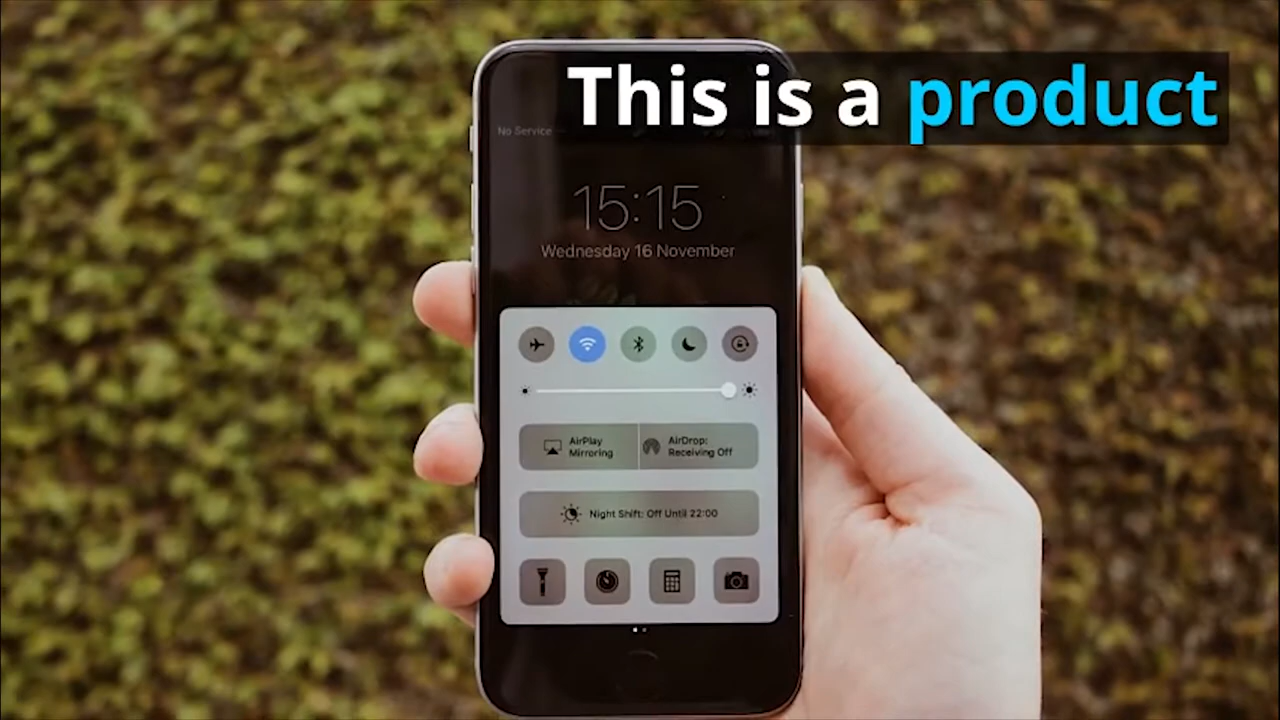 This is a product
No Service
15:15
Wednesday 16 November
AirPlay
Mirroring
AirDrop:
Receiving Off
Night Shift: Off Until 22:00